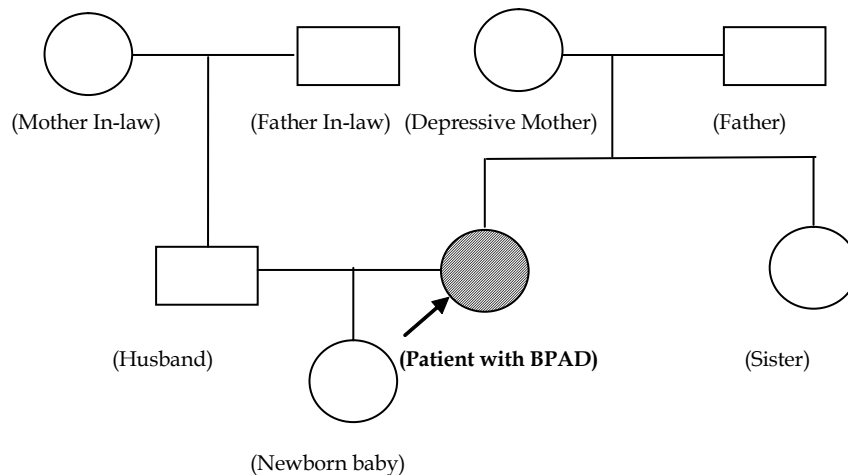 (Mother In-law) (Father In-law) (Depressive Mother) (Father)
(Husband) (Patient with BPAD) (Sister)
(Newborn baby)